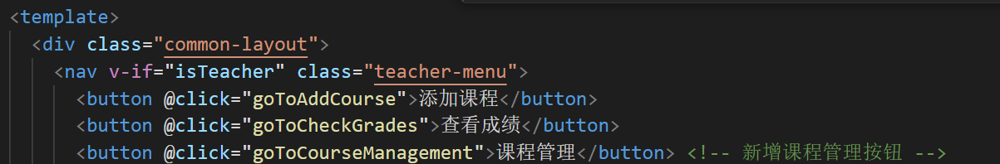 <template>
<div class="common-layout">
<nav v-if="isTeacher" class="teacher-menu">
<button @click="goToAddCourse">添加课程</button>
<button @click="goToCheckGrades">查看成绩</button>
<button @click="goToCourseManagement">课程管理</button> <!-- 新增课程管理按钮 -->